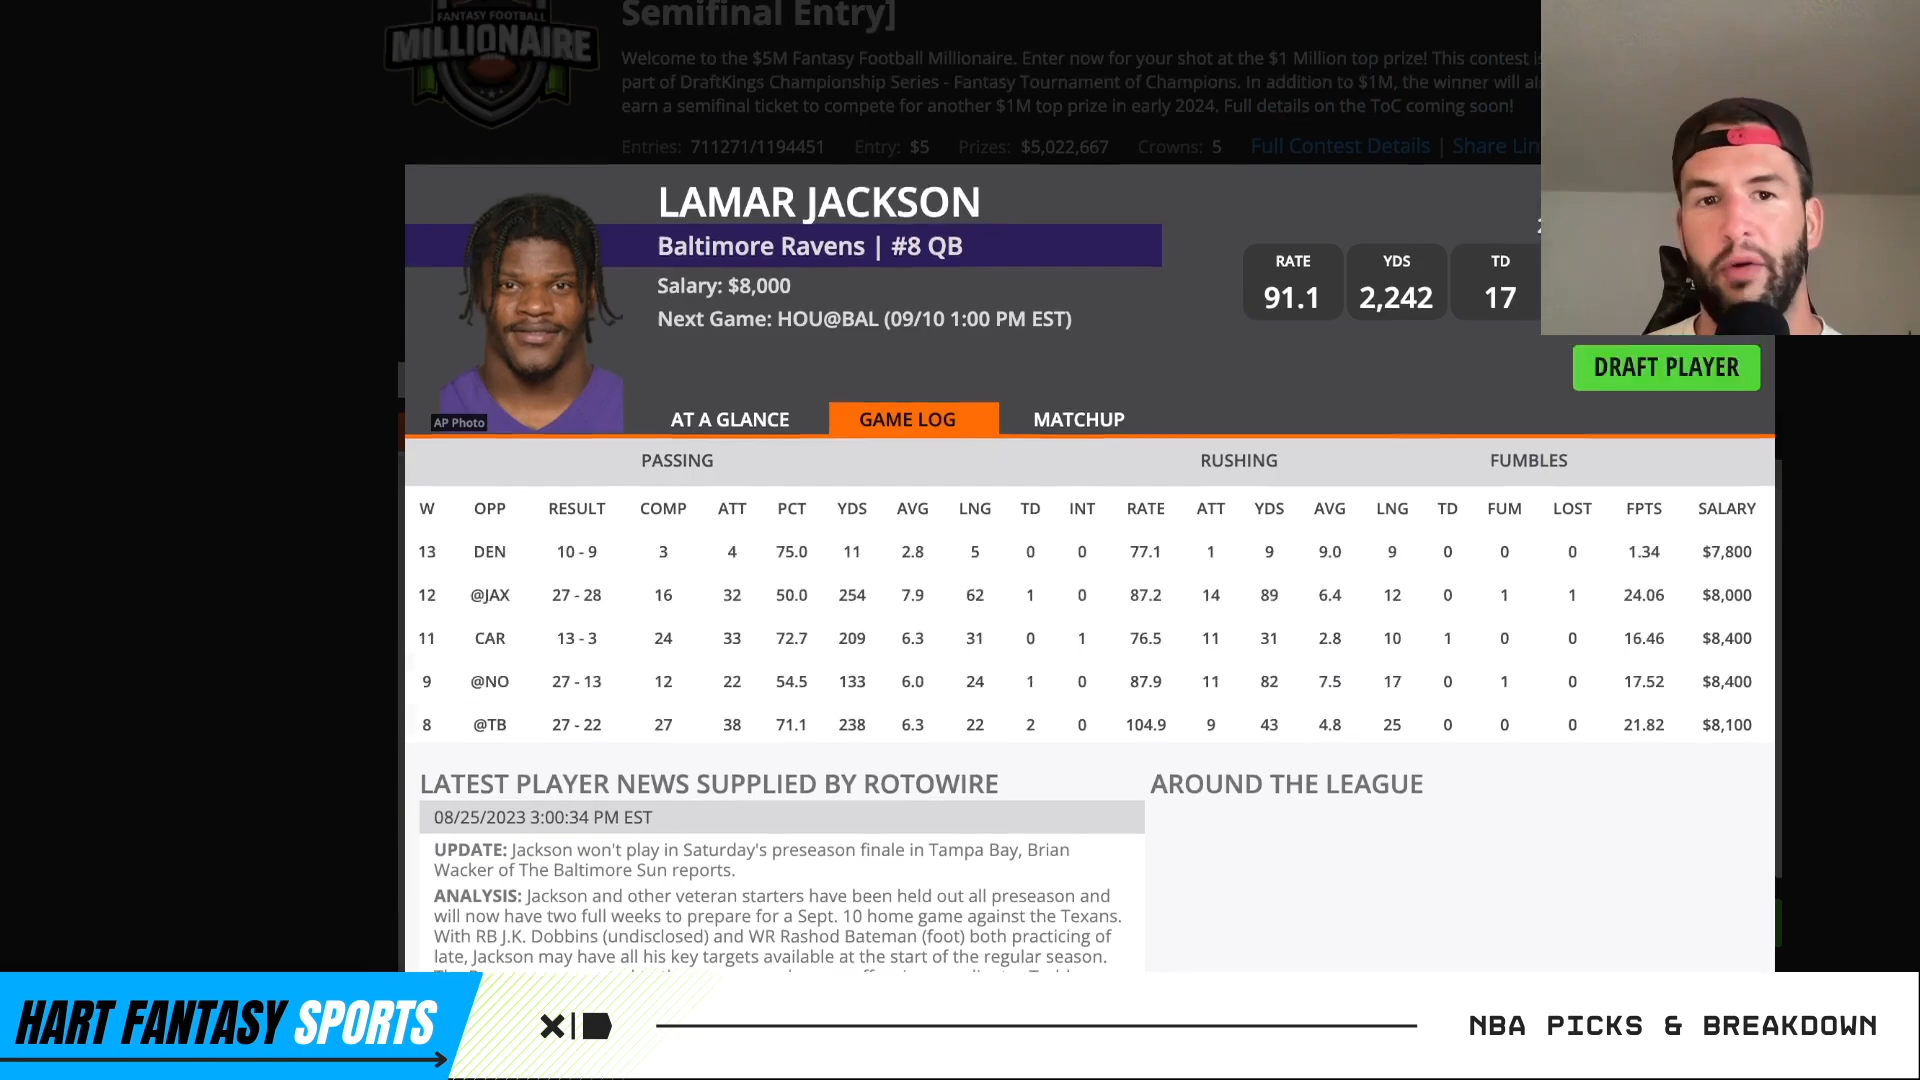 Semifinal Entry]
FANTASY FOOTBALL
MILLIONAIRE
Welcome to the $5M Fantasy Football Millionaire. Enter now for your shot at the $1 Million top prize! This contest is
part of DraftKings Championship Series - Fantasy Tournament of Champions. In addition to $1M, the winner will
earn a semifinal ticket to compete for another $1M top prize in early 2024. Full details on the ToC coming soon!
Entries: 711271/1194451 Entry: $5 Prizes: $5,022,667 Crowns: 5 Full Contest Details | Share Lin
LAMAR JACKSON
Baltimore Ravens | #8 QB
Salary: $8,000
Next Game: HOU@BAL (09/10 1:00 PM EST)
RATE YDS TD
91.1 2,242 17
DRAFT PLAYER
AP Photo
AT A GLANCE GAME LOG MATCHUP
PASSING RUSHING FUMBLES
W OPP RESULT COMP ATT PCT YDS AVG LNG TD INT RATE ATT YDS AVG LNG TD FUM LOST FPTS SALARY
13 DEN 10 - 9 3 4 75.0 11 2.8 5 0 0 77.1 1 9 9.0 9 0 0 0 1.34 $7,800
12 @JAX 27 - 28 16 32 50.0 254 7.9 62 1 0 87.2 14 89 6.4 12 0 1 1 24.06 $8,000
11 CAR 13 - 3 24 33 72.7 209 6.3 31 0 1 76.5 11 31 2.8 10 1 0 0 16.46 $8,400
9 @NO 27 - 13 12 22 54.5 133 6.0 24 1 0 87.9 11 82 7.5 17 0 1 0 17.52 $8,400
8 @TB 27 - 22 27 38 71.1 238 6.3 22 2 0 104.9 9 43 4.8 25 0 0 0 21.82 $8,100
LATEST PLAYER NEWS SUPPLIED BY ROTOWIRE
AROUND THE LEAGUE
08/25/2023 3:00:34 PM EST
UPDATE: Jackson won't play in Saturday's preseason finale in Tampa Bay, Brian
Wacker of The Baltimore Sun reports.
ANALYSIS: Jackson and other veteran starters have been held out all preseason and
will now have two full weeks to prepare for a Sept. 10 home game against the Texans.
With RB J.K. Dobbins (undisclosed) and WR Rashod Bateman (foot) both practicing of
late, Jackson may have all his key targets available at the start of the regular season.
HART FANTASY SPORTS
NBA PICKS & BREAKDOWN